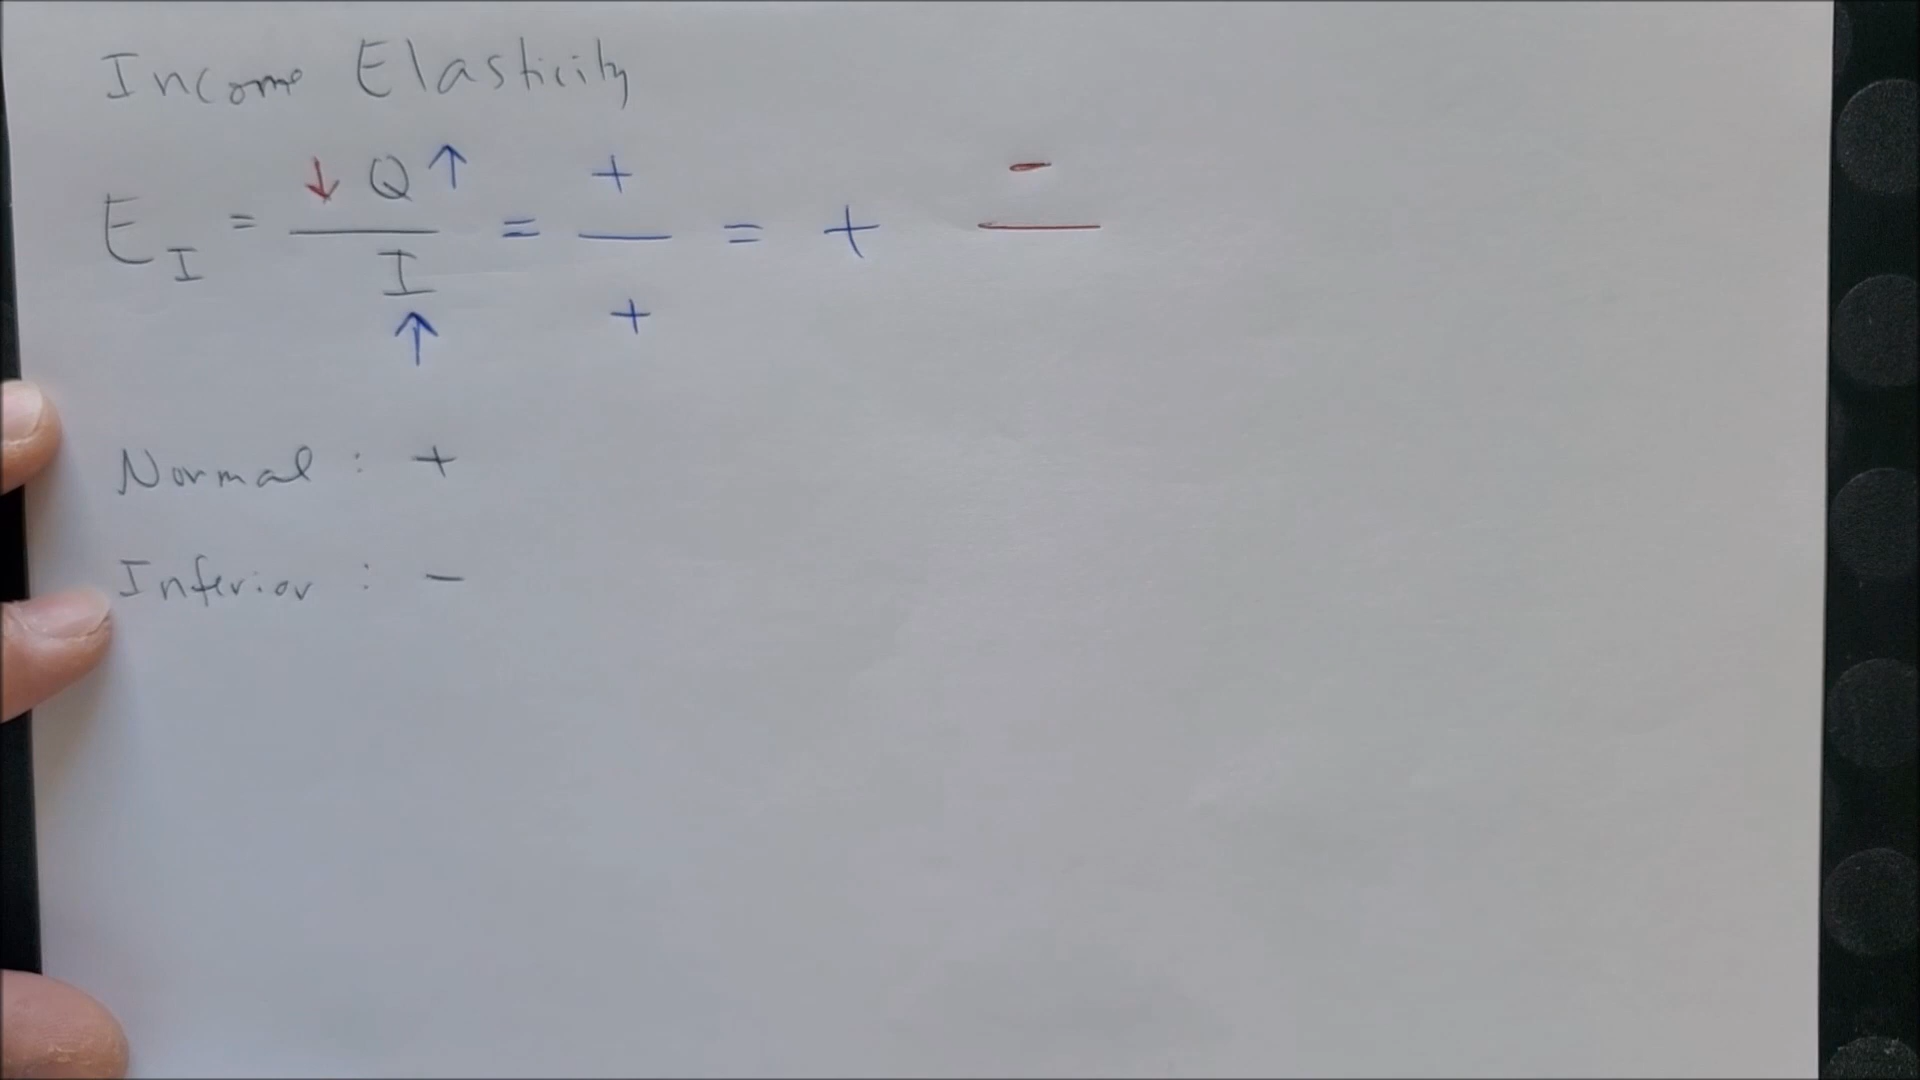 Income Elasticity
E_I = ↓ Q ↑ / I ↑ = + / + = + - /
Normal : +
Inferior : -